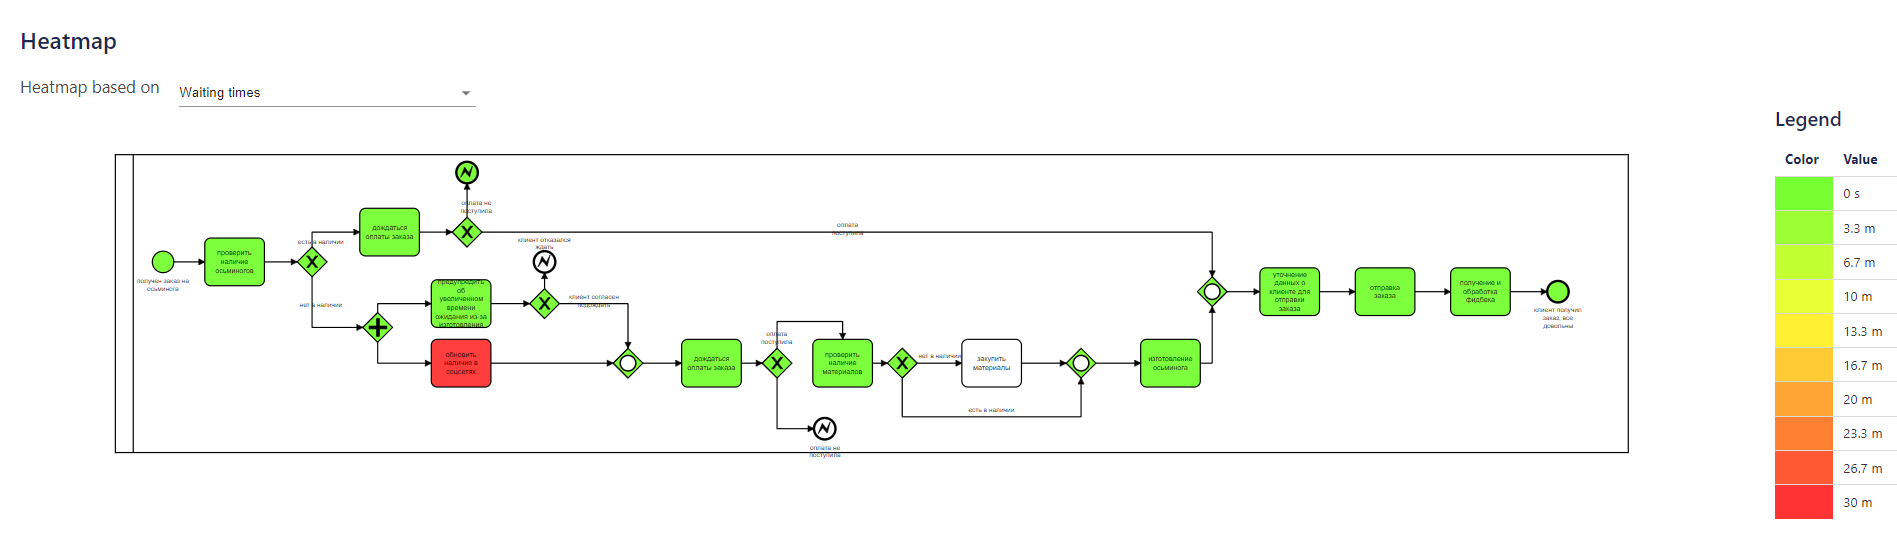 Heatmap
Heatmap based on
Waiting times
Legend
Color Value
0 s
3.3 m
6.7 m
10 m
13.3 m
16.7 m
20 m
23.3 m
26.7 m
30 m
получен заказ на
осьминога
проверить
наличие
осьминогов
есть в наличии
нет в наличии
дождаться
оплаты заказа
оплата не
поступила
оплата
поступила
предупредить
об
увеличенном
времени
ожидания из-за
изготовления
клиент отказался
ждать
клиент согласен
подождать
обновить
наличие в
соцсетях
дождаться
оплаты заказа
оплата
поступила
оплата не
поступила
проверить
наличие
материалов
нет в наличии
закупить
материалы
есть в наличии
изготовление
осьминога
уточнение
данных о
клиенте для
отправки
заказа
отправка
заказа
получение и
обработка
фидбека
клиент получил
заказ, все
довольны